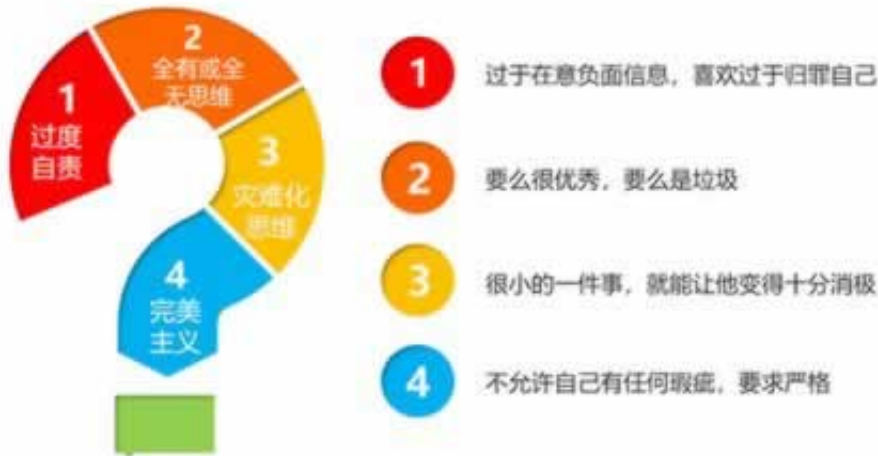 1
过度
自责
2
全有或全
无思维
3
灾难化
思维
4
完美
主义
1 过于在意负面信息，喜欢过于归罪自己
2 要么很优秀，要么是垃圾
3 很小的一件事，就能让他变得十分消极
4 不允许自己有任何瑕疵，要求严格